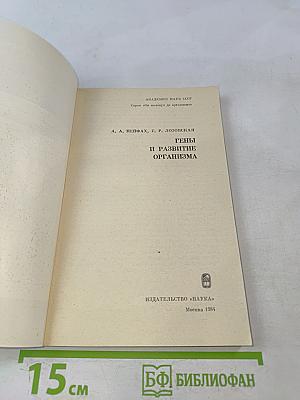 АКАДЕМИЯ НАУК СССР
Серия «От молекул до организма»
А. А. НЕЙФАХ, Е. Р. ЛОЗОВСКАЯ
ГЕНЫ
И РАЗВИТИЕ
ОРГАНИЗМА
ИЗДАТЕЛЬСТВО «НАУКА»
Москва 1984
15 см
БФ БИБЛИОФАН